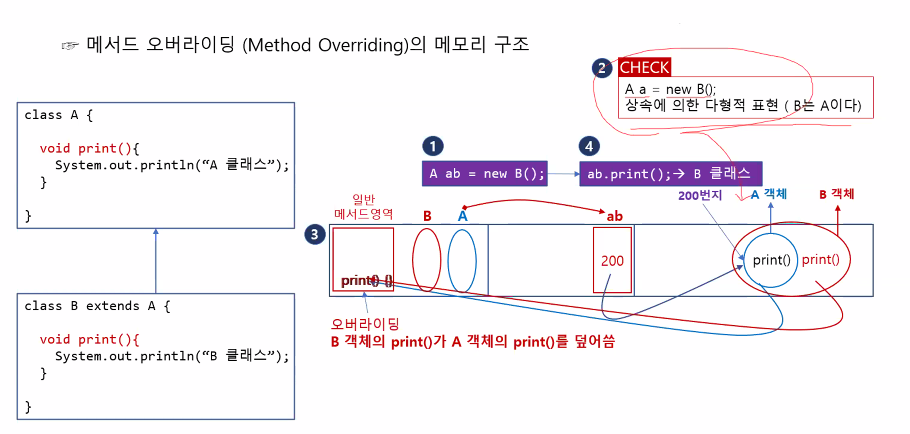 ☞ 메서드 오버라이딩 (Method Overriding)의 메모리 구조
2 CHECK
A a = new B();
상속에 의한 다형적 표현 ( B는 A이다)
class A {
void print(){
System.out.println(“A 클래스”);
}
}
1
A ab = new B();
4
ab.print();→ B 클래스
200번지
A 객체
B 객체
일반
메서드영역
B
A
ab
3
print() {}
200
print()
print()
오버라이딩
B 객체의 print()가 A 객체의 print()를 덮어씀
class B extends A {
void print(){
System.out.println(“B 클래스”);
}
}